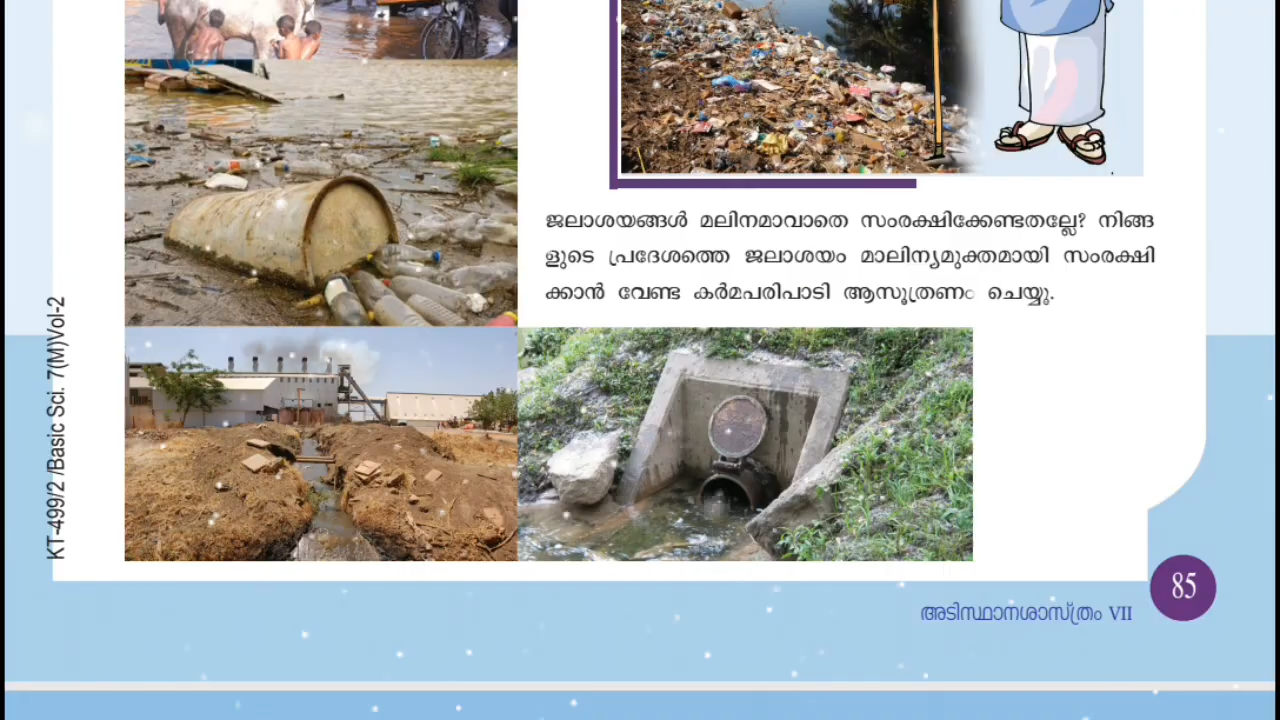 ജലാശയങ്ങൾ മലിനമാവാതെ സംരക്ഷിക്കേണ്ടതല്ലേ? നിങ്ങ
ളുടെ പ്രദേശത്തെ ജലാശയം മാലിന്യമുക്തമായി സംരക്ഷി
ക്കാൻ വേണ്ട കർമപരിപാടി ആസൂത്രണം ചെയ്യൂ.
KT-499/2 /Basic Sci. 7(M)Vol-2
85
അടിസ്ഥാനശാസ്ത്രം VII